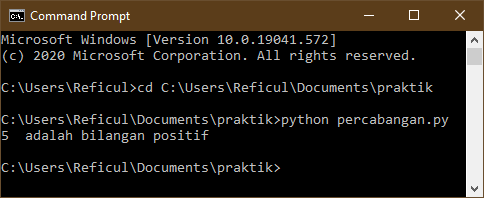 Command Prompt
Microsoft Windows [Version 10.0.19041.572]
(c) 2020 Microsoft Corporation. All rights reserved.
C:\Users\Reficul>cd C:\Users\Reficul\Documents\praktik
C:\Users\Reficul\Documents\praktik>python percabangan.py
5  adalah bilangan positif
C:\Users\Reficul\Documents\praktik>